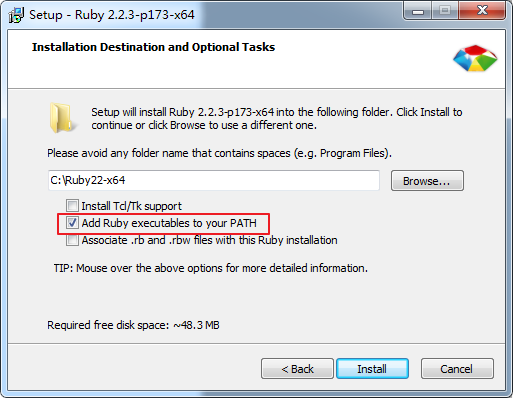 Setup - Ruby 2.2.3-p173-x64
Installation Destination and Optional Tasks
Setup will install Ruby 2.2.3-p173-x64 into the following folder. Click Install to
continue or click Browse to use a different one.
Please avoid any folder name that contains spaces (e.g. Program Files).
C:\Ruby22-x64
Browse...
Install Tcl/Tk support
Add Ruby executables to your PATH
Associate .rb and .rbw files with this Ruby installation
TIP: Mouse over the above options for more detailed information.
Required free disk space: ~48.3 MB
< Back
Install
Cancel